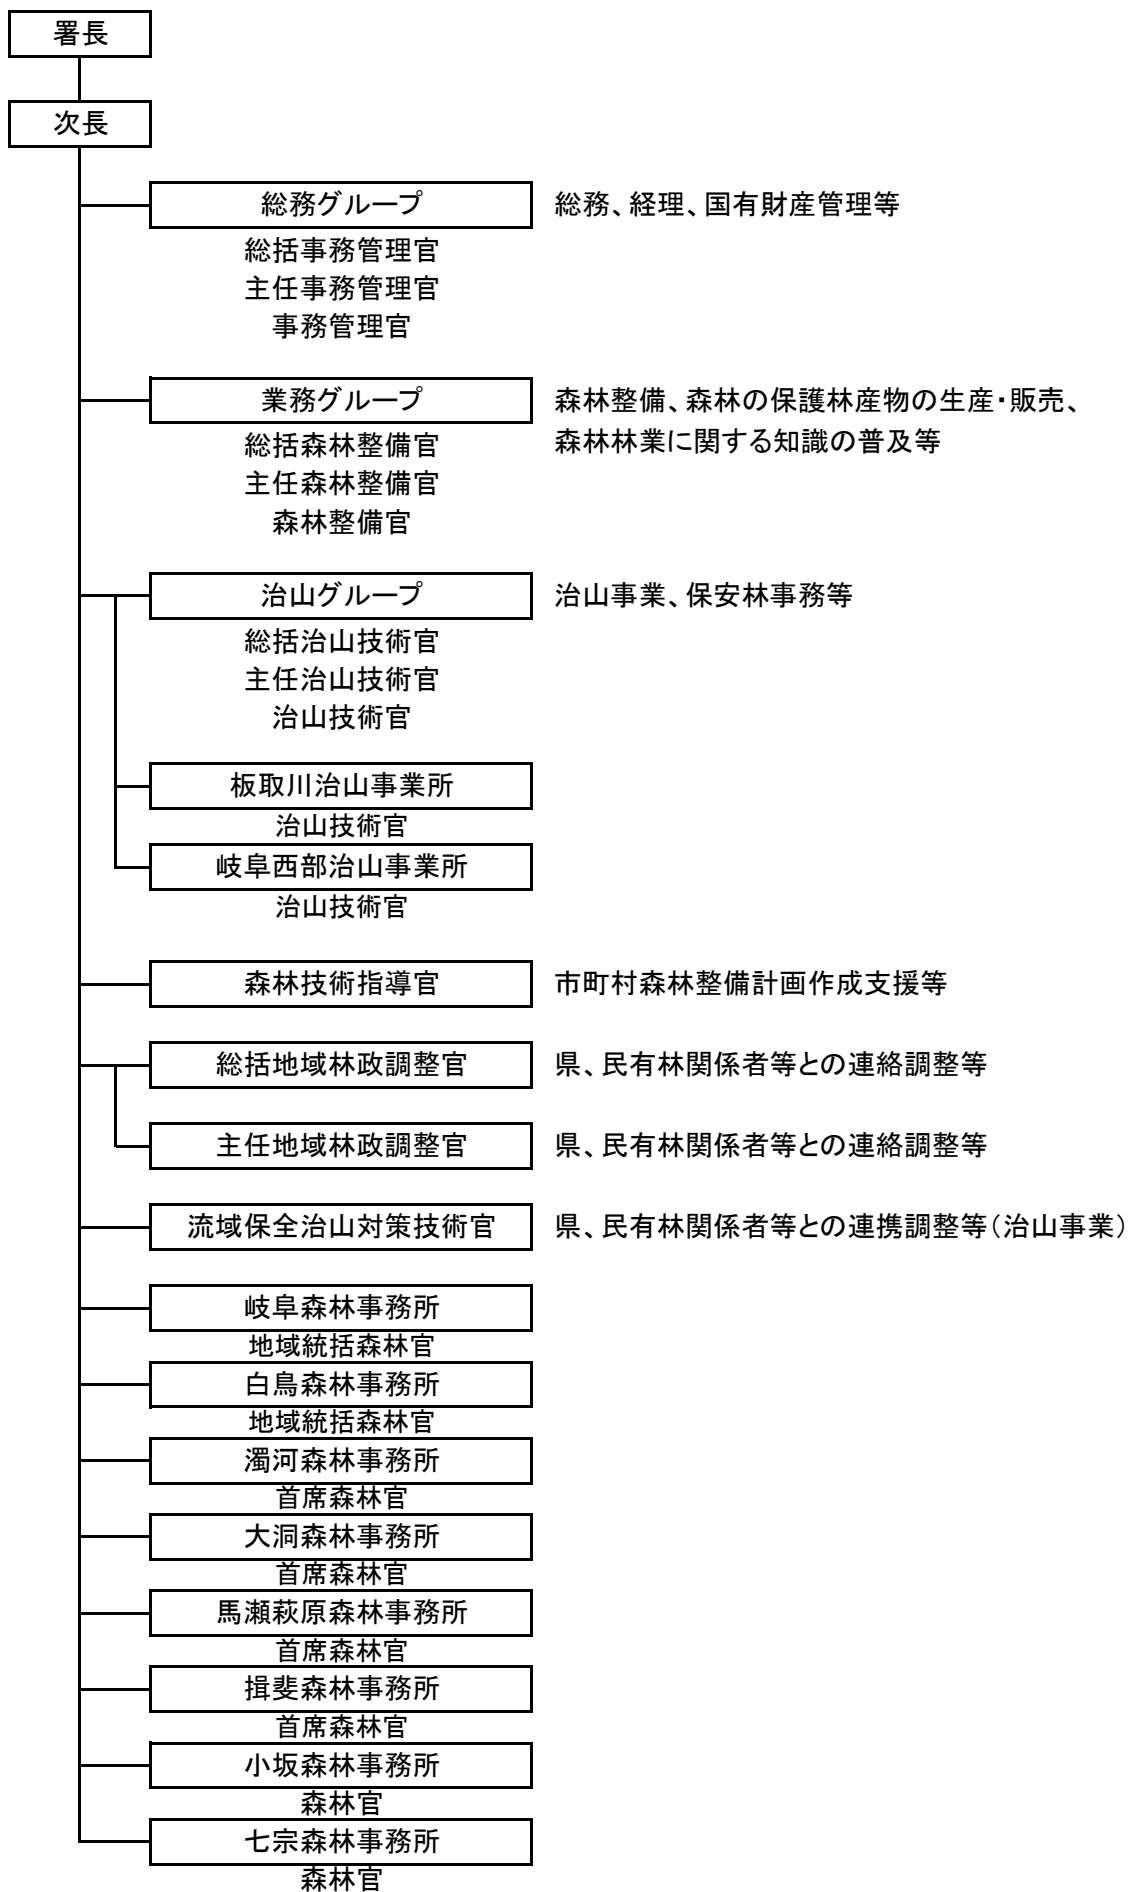 署長
次長
総務グループ
総務、経理、国有財産管理等
総括事務管理官
主任事務管理官
事務管理官
業務グループ
森林整備、森林の保護林産物の生産・販売、
森林林業に関する知識の普及等
総括森林整備官
主任森林整備官
森林整備官
治山グループ
治山事業、保安林事務等
総括治山技術官
主任治山技術官
治山技術官
板取川治山事業所
治山技術官
岐阜西部治山事業所
治山技術官
森林技術指導官
市町村森林整備計画作成支援等
総括地域林政調整官
県、民有林関係者等との連絡調整等
主任地域林政調整官
県、民有林関係者等との連絡調整等
流域保全治山対策技術官
県、民有林関係者等との連携調整等（治山事業）
岐阜森林事務所
地域統括森林官
白鳥森林事務所
地域統括森林官
濁河森林事務所
首席森林官
大洞森林事務所
首席森林官
馬瀬萩原森林事務所
首席森林官
揖斐森林事務所
首席森林官
小坂森林事務所
森林官
七宗森林事務所
森林官